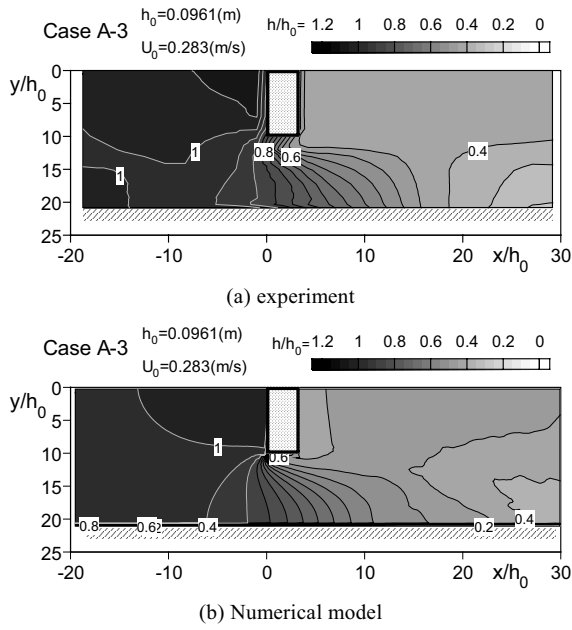 Case A-3
h₀=0.0961(m)
U₀=0.283(m/s)
h/h₀= 1.2 1 0.8 0.6 0.4 0.2 0
y/h₀
0
5
10
15
20
25
1
1
0.8
0.6
0.4
-20 -10 0 10 20 30
x/h₀
(a) experiment
Case A-3
h₀=0.0961(m)
U₀=0.283(m/s)
h/h₀= 1.2 1 0.8 0.6 0.4 0.2 0
y/h₀
0
5
10
15
20
25
1
0.6
0.4
0.8 0.6 2 0.4 0.2
-20 -10 0 10 20 30
x/h₀
(b) Numerical model